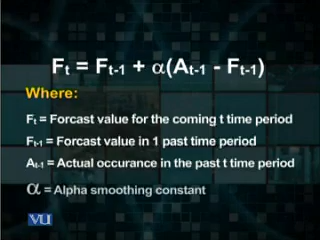 Ft = Ft-1 + α(At-1 - Ft-1)
Where:
Ft = Forcast value for the coming t time period
Ft-1 = Forcast value in 1 past time period
At-1 = Actual occurance in the past t time period
α = Alpha smoothing constant
VU